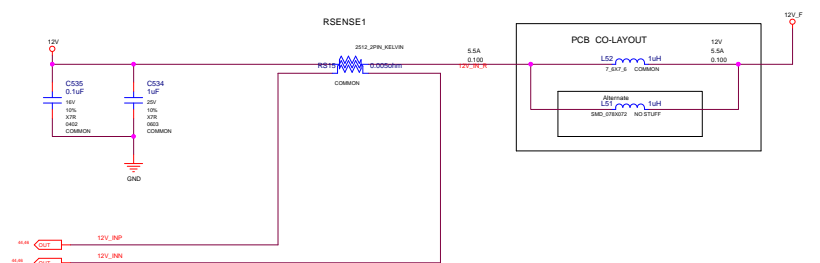 RSENSE1
12V_F
12V
2512_2PIN_KELVIN
RS15
0.005ohm
COMMON
5.5A
0.100
12V_IN_R
PCB CO-LAYOUT
12V
5.5A
0.100
L52
1uH
7_6X7_6
COMMON
Alternate
L51
1uH
SMD_078X072
NO STUFF
C535
0.1uF
16V
10%
X7R
0402
COMMON
C534
1uF
25V
10%
X7R
0603
COMMON
GND
OUT
12V_INP
OUT
12V_INN